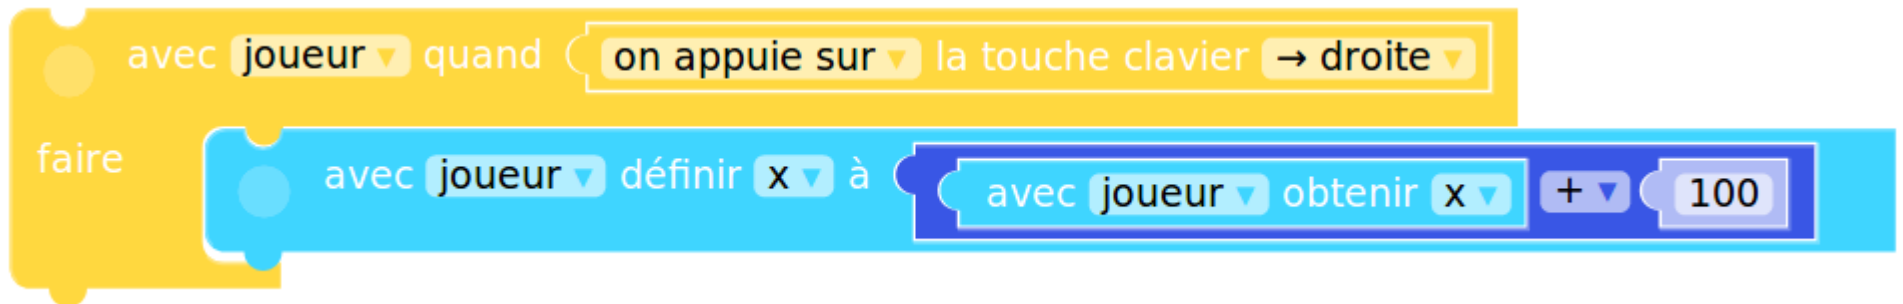 avec joueur ▾ quand on appuie sur ▾ la touche clavier → droite ▾
faire avec joueur ▾ définir x ▾ à avec joueur ▾ obtenir x ▾ + ▾ 100